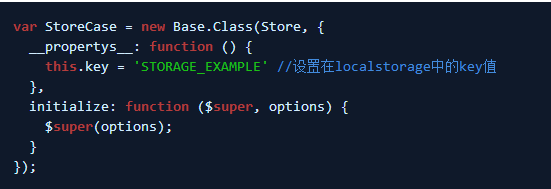 var StoreCase = new Base.Class(Store, {
  __propertys__: function () {
    this.key = 'STORAGE_EXAMPLE' //设置在localstorage中的key值
  },
  initialize: function ($super, options) {
    $super(options);
  }
});